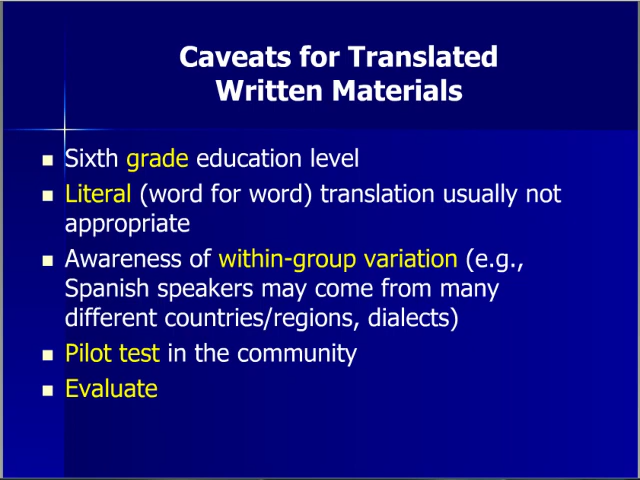 Caveats for Translated
Written Materials
Sixth grade education level
Literal (word for word) translation usually not
appropriate
Awareness of within-group variation (e.g.,
Spanish speakers may come from many
different countries/regions, dialects)
Pilot test in the community
Evaluate